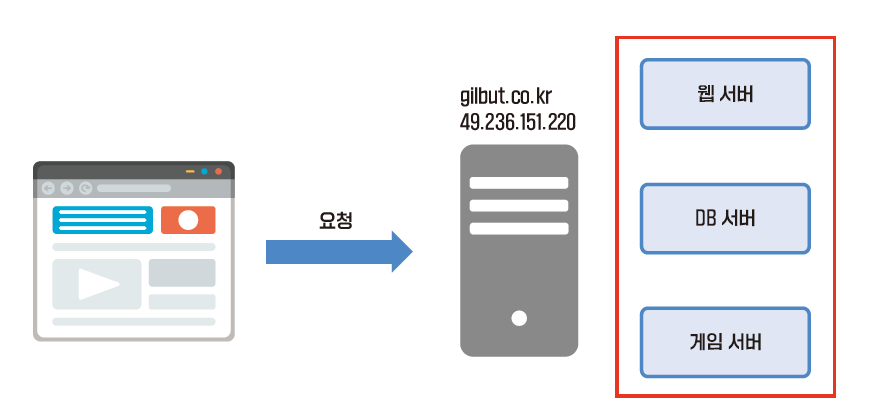 요청
gilbut.co.kr
49.236.151.220
웹 서버
DB 서버
게임 서버